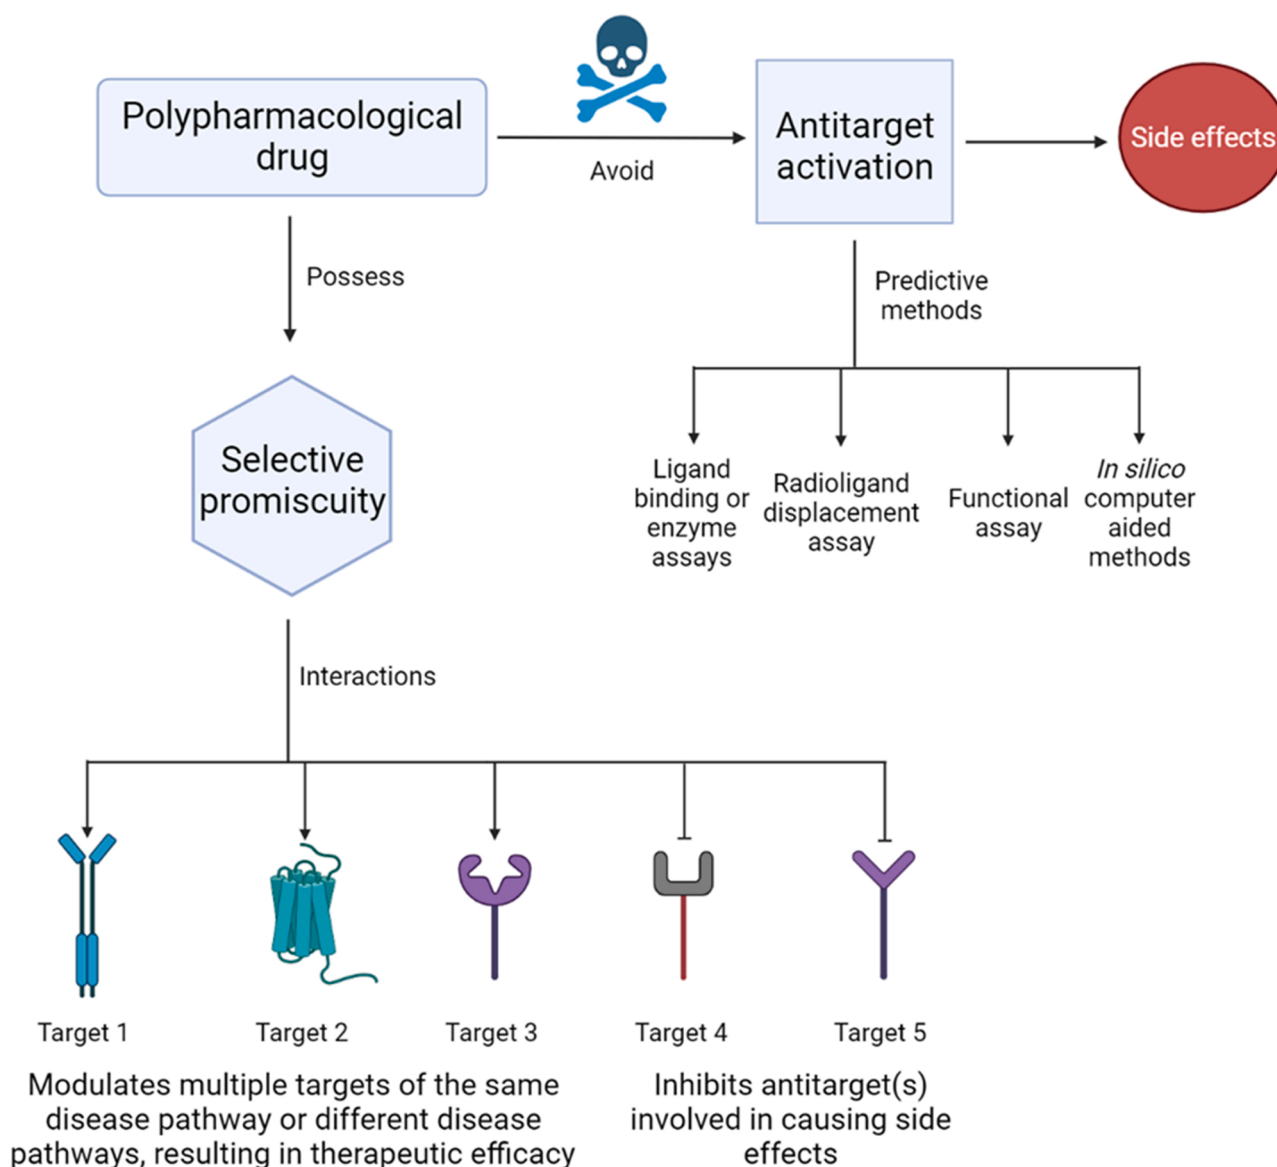 Polypharmacological
drug
Avoid
Antitarget
activation
Side effects
Possess
Predictive
methods
Selective
promiscuity
Ligand
binding or
enzyme
assays
Radioligand
displacement
assay
Functional
assay
In silico
computer
aided
methods
Interactions
Target 1
Target 2
Target 3
Target 4
Target 5
Modulates multiple targets of the same
disease pathway or different disease
pathways, resulting in therapeutic efficacy
Inhibits antitarget(s)
involved in causing side
effects